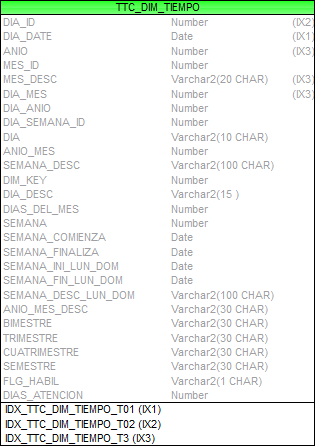 TTC_DIM_TIEMPO
DIA_ID Number (IX2)
DIA_DATE Date (IX1)
ANIO Number (IX3)
MES_ID Number
MES_DESC Varchar2(20 CHAR) (IX3)
DIA_MES Number (IX3)
DIA_ANIO Number
DIA_SEMANA_ID Number
DIA Varchar2(10 CHAR)
ANIO_MES Number
SEMANA_DESC Varchar2(100 CHAR)
DIM_KEY Number
DIA_DESC Varchar2(15 )
DIAS_DEL_MES Number
SEMANA Number
SEMANA_COMIENZA Date
SEMANA_FINALIZA Date
SEMANA_INI_LUN_DOM Date
SEMANA_FIN_LUN_DOM Date
SEMANA_DESC_LUN_DOM Varchar2(100 CHAR)
ANIO_MES_DESC Varchar2(30 CHAR)
BIMESTRE Varchar2(30 CHAR)
TRIMESTRE Varchar2(30 CHAR)
CUATRIMESTRE Varchar2(30 CHAR)
SEMESTRE Varchar2(30 CHAR)
FLG_HABIL Varchar2(1 CHAR)
DIAS_ATENCION Number
IDX_TTC_DIM_TIEMPO_T01 (IX1)
IDX_TTC_DIM_TIEMPO_T02 (IX2)
IDX_TTC_DIM_TIEMPO_T3 (IX3)